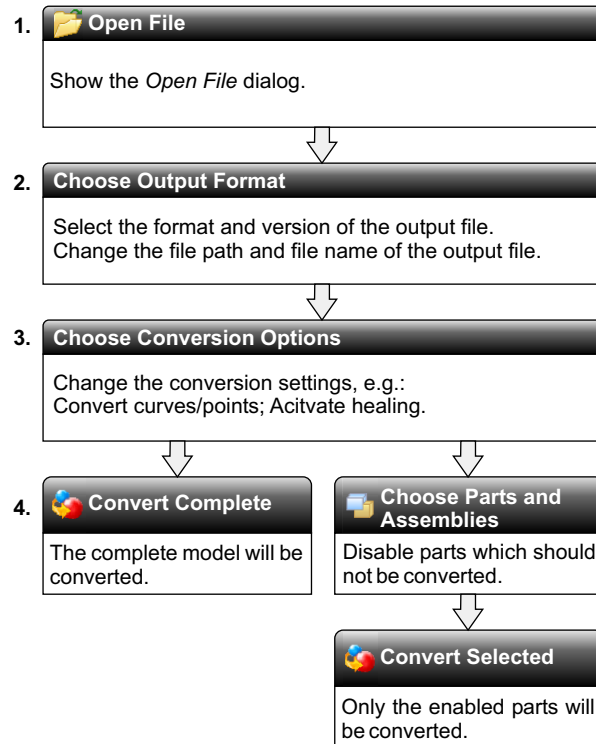 1. Open File
Show the Open File dialog.
2. Choose Output Format
Select the format and version of the output file.
Change the file path and file name of the output file.
3. Choose Conversion Options
Change the conversion settings, e.g.:
Convert curves/points; Acitvate healing.
4. Convert Complete
The complete model will be
converted.
Choose Parts and
Assemblies
Disable parts which should
not be converted.
Convert Selected
Only the enabled parts will
be converted.